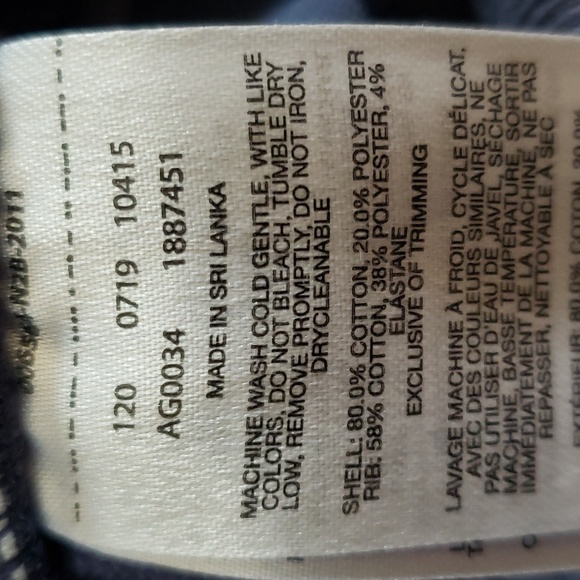 120 0719 10415
AG0034 1887451
MADE IN SRI LANKA
MACHINE WASH COLD GENTLE, WITH LIKE
COLORS, DO NOT BLEACH, TUMBLE DRY
LOW, REMOVE PROMPTLY, DO NOT IRON,
DRYCLEANABLE
SHELL: 80.0% COTTON, 20.0% POLYESTER
RIB: 58% COTTON, 38% POLYESTER, 4%
ELASTANE
EXCLUSIVE OF TRIMMING
LAVAGE MACHINE À FROID, CYCLE DÉLICAT,
AVEC DES COULEURS SIMILAIRES, NE
PAS UTILISER D'EAU DE JAVEL, SÉCHAGE
MACHINE, BASSE TEMPÉRATURE, SORTIR
IMMÉDIATEMENT DE LA MACHINE, NE PAS
REPASSER, NETTOYABLE À SEC